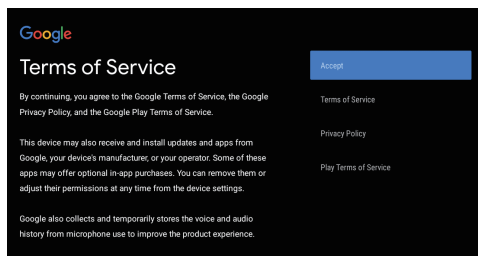 Google
Terms of Service
By continuing, you agree to the Google Terms of Service, the Google
Privacy Policy, and the Google Play Terms of Service.
This device may also receive and install updates and apps from
Google, your device's manufacturer, or your operator. Some of these
apps may offer optional in-app purchases. You can remove them or
adjust their permissions at any time from the device settings.
Google also collects and temporarily stores the voice and audio
history from microphone use to improve the product experience.
Accept
Terms of Service
Privacy Policy
Play Terms of Service